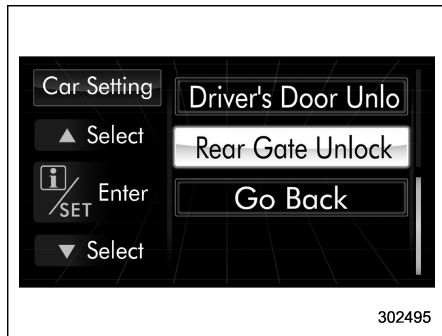 Car Setting
▲ Select
i/SET Enter
▼ Select
Driver's Door Unlo
Rear Gate Unlock
Go Back
302495